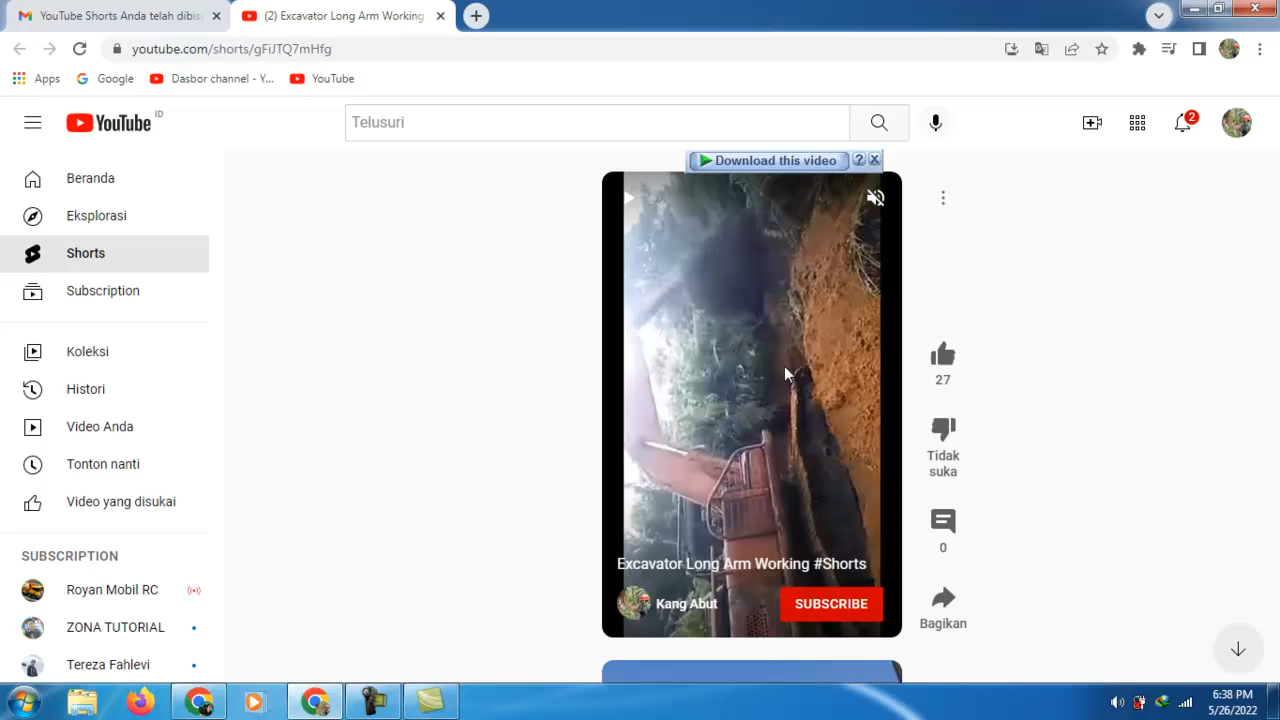 YouTube Shorts Anda telah dibis
(2) Excavator Long Arm Working
youtube.com/shorts/gFiJTQ7mHfg
Apps
Google
Dasbor channel - Y...
YouTube
YouTube ID
Telusuri
2
Download this video
?
Beranda
Eksplorasi
Shorts
Subscription
Koleksi
Histori
Video Anda
Tonton nanti
Video yang disukai
SUBSCRIPTION
Royan Mobil RC
ZONA TUTORIAL
Tereza Fahlevi
27
Tidak
suka
0
Bagikan
Excavator Long Arm Working #Shorts
Kang Abut
SUBSCRIBE
6:38 PM
5/26/2022